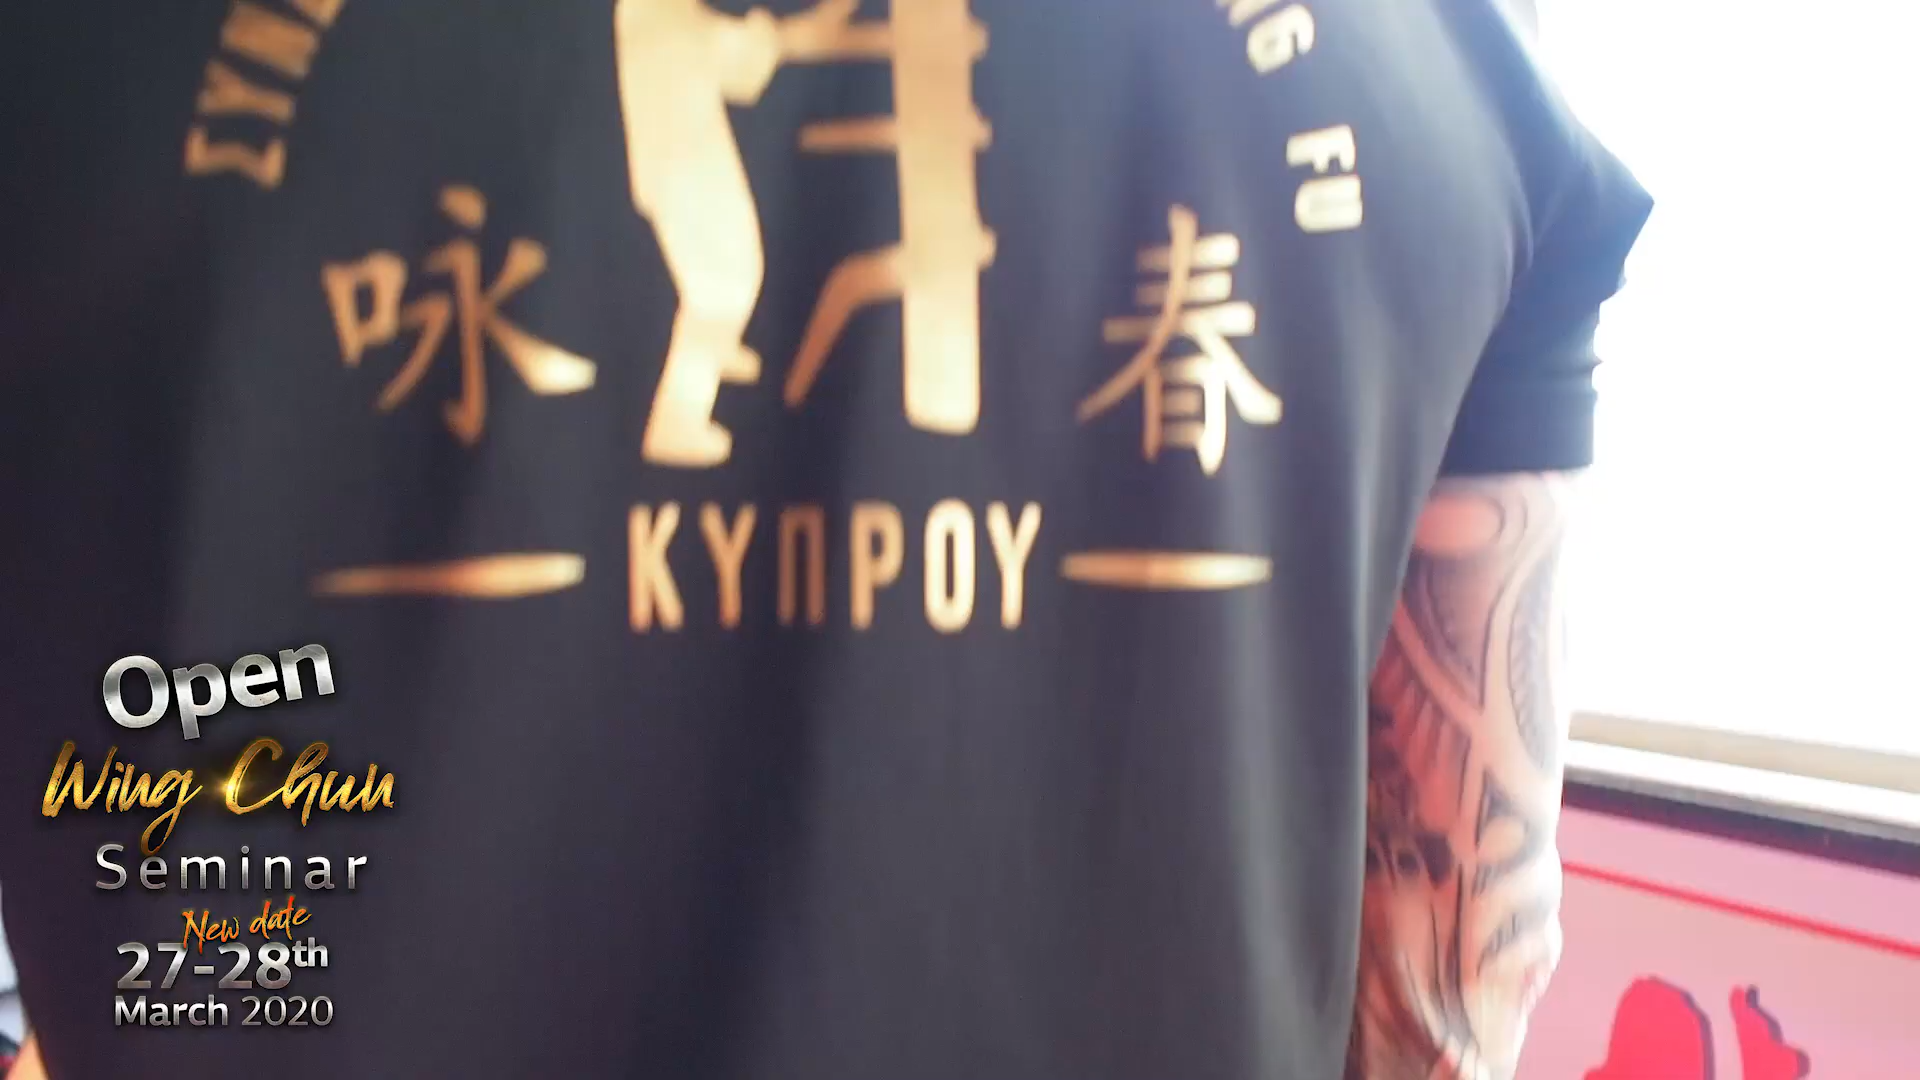 FU
咏 春
ΚΥΠΡΟΥ
Open
Wing Chun
Seminar
New date
27-28th
March 2020